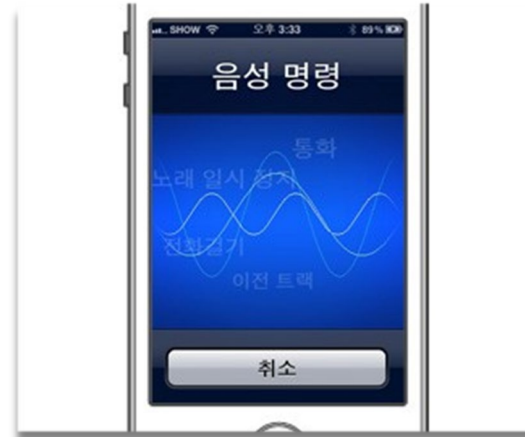 SHOW 오후 3:33 89%
음성 명령
통화
노래 일시 정지
전화걸기
이전 트랙
취소